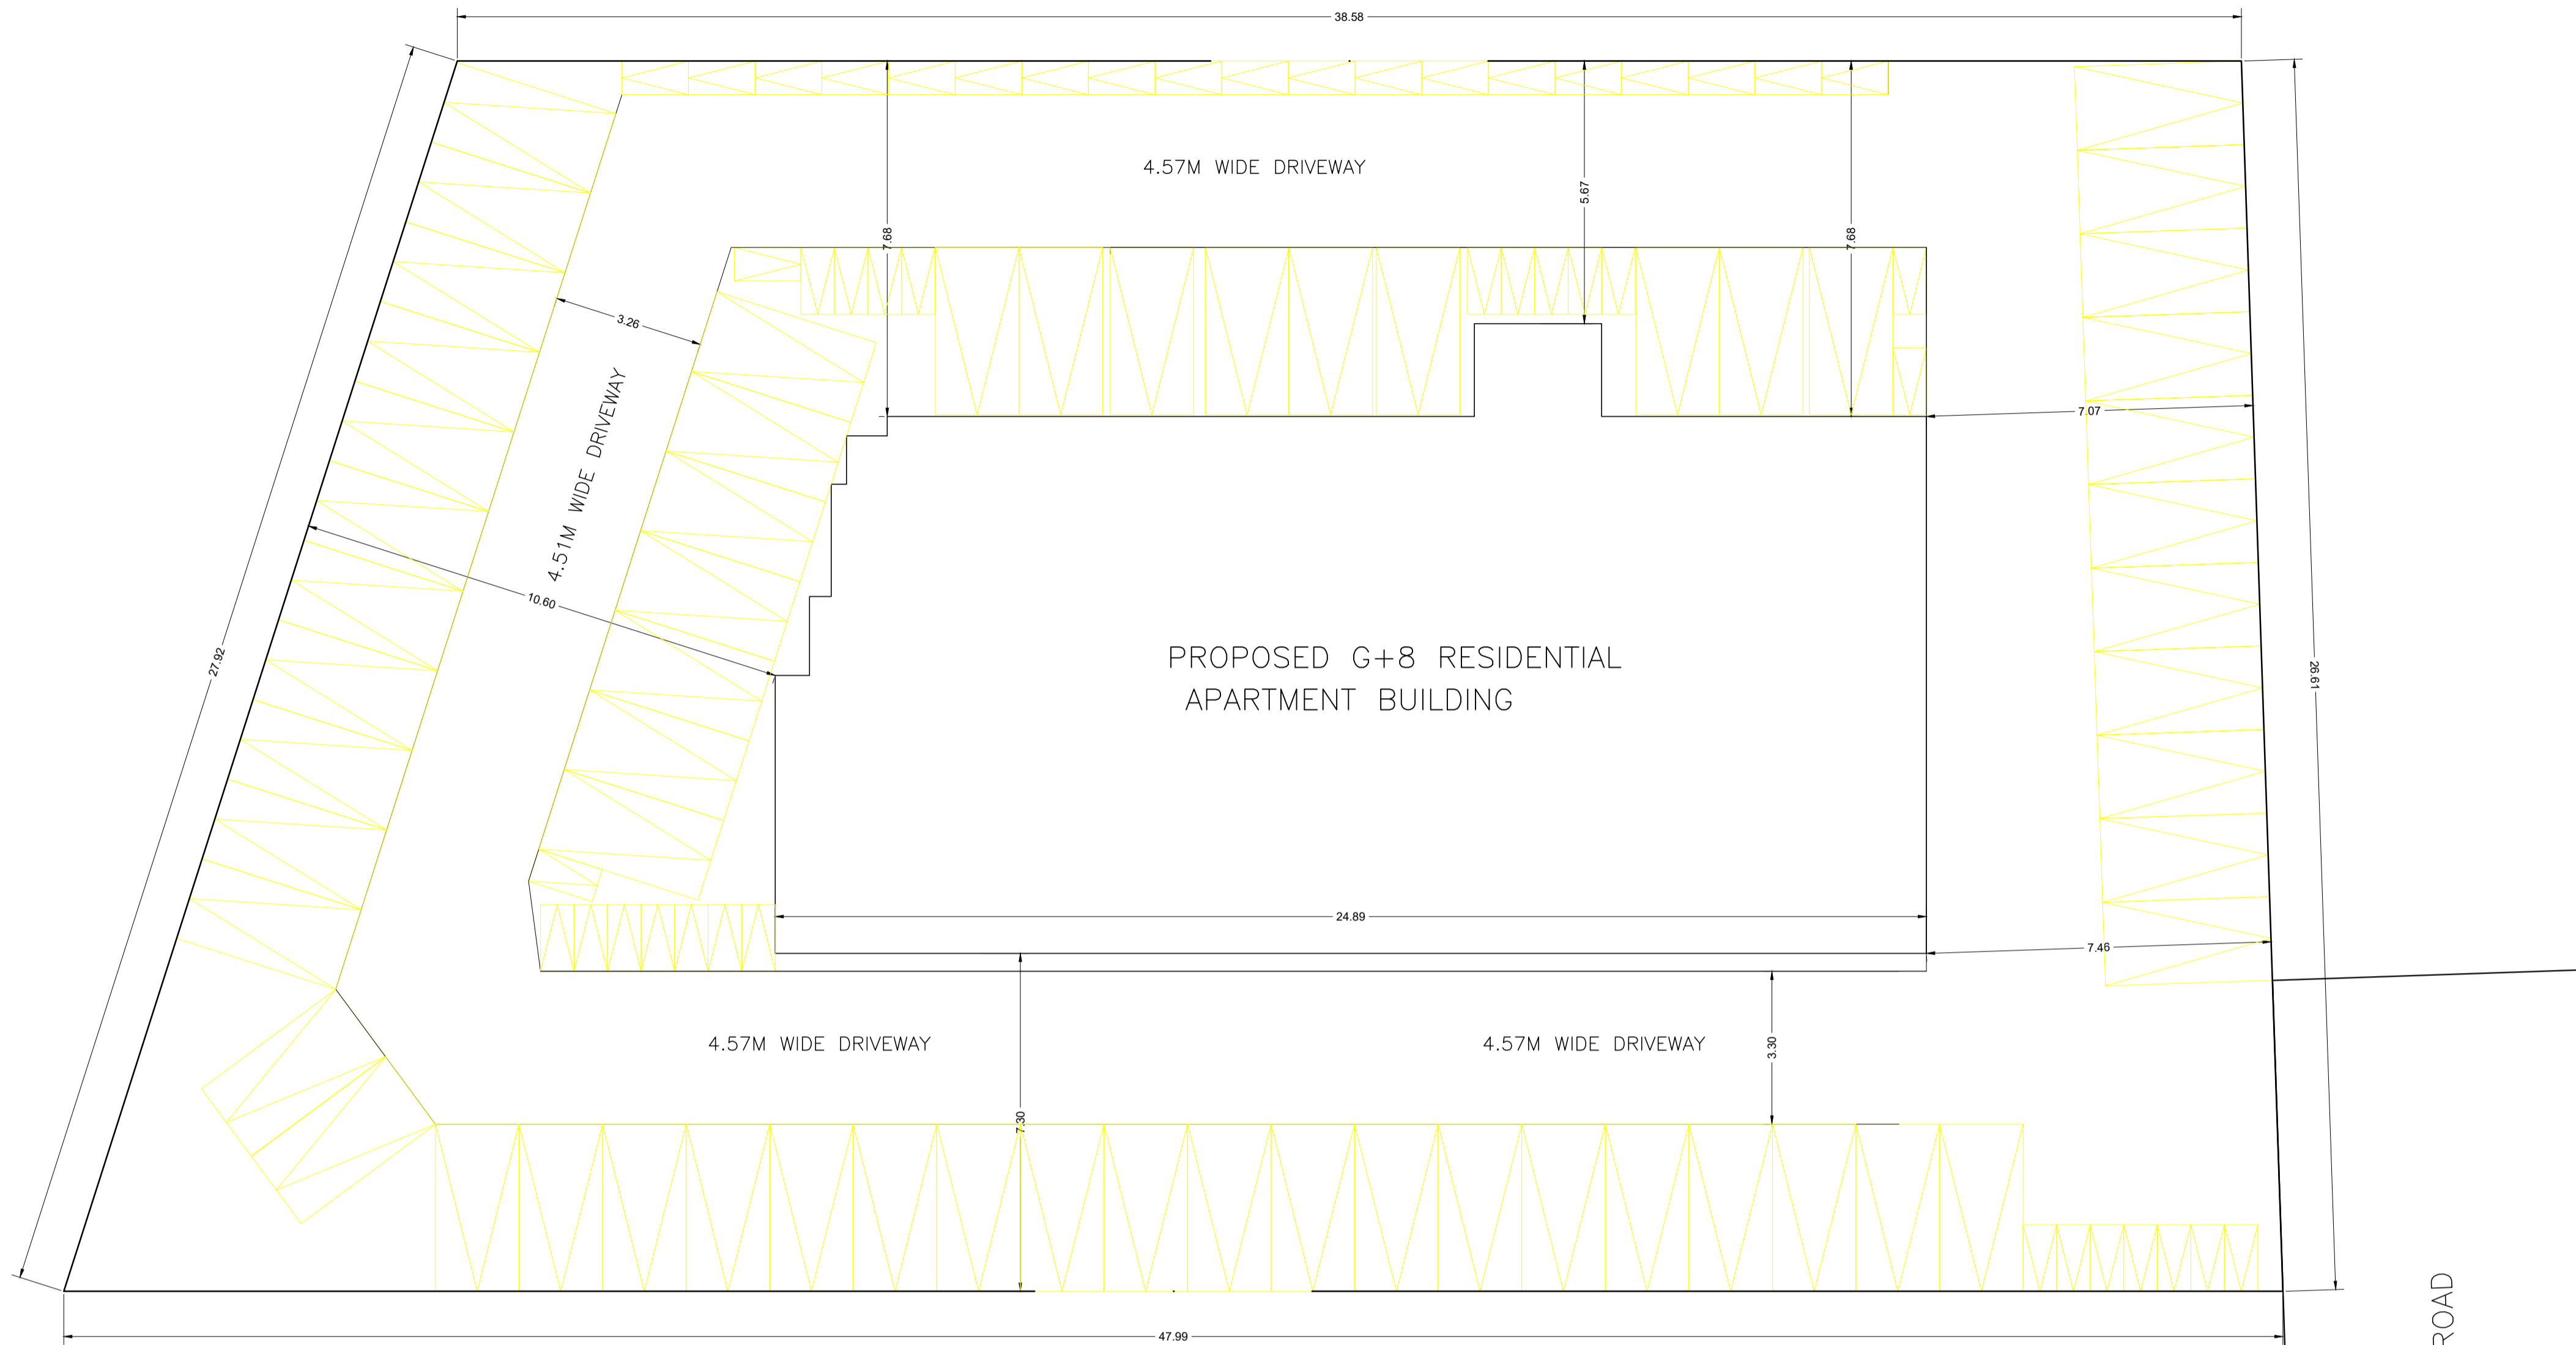 38.58
4.57M WIDE DRIVEWAY
5.67
7.68
7.68
3.26
7.07
4.51M WIDE DRIVEWAY
10.60
27.92
PROPOSED G+8 RESIDENTIAL
APARTMENT BUILDING
26.61
24.89
7.46
4.57M WIDE DRIVEWAY
4.57M WIDE DRIVEWAY
3.30
7.30
ROAD
47.99